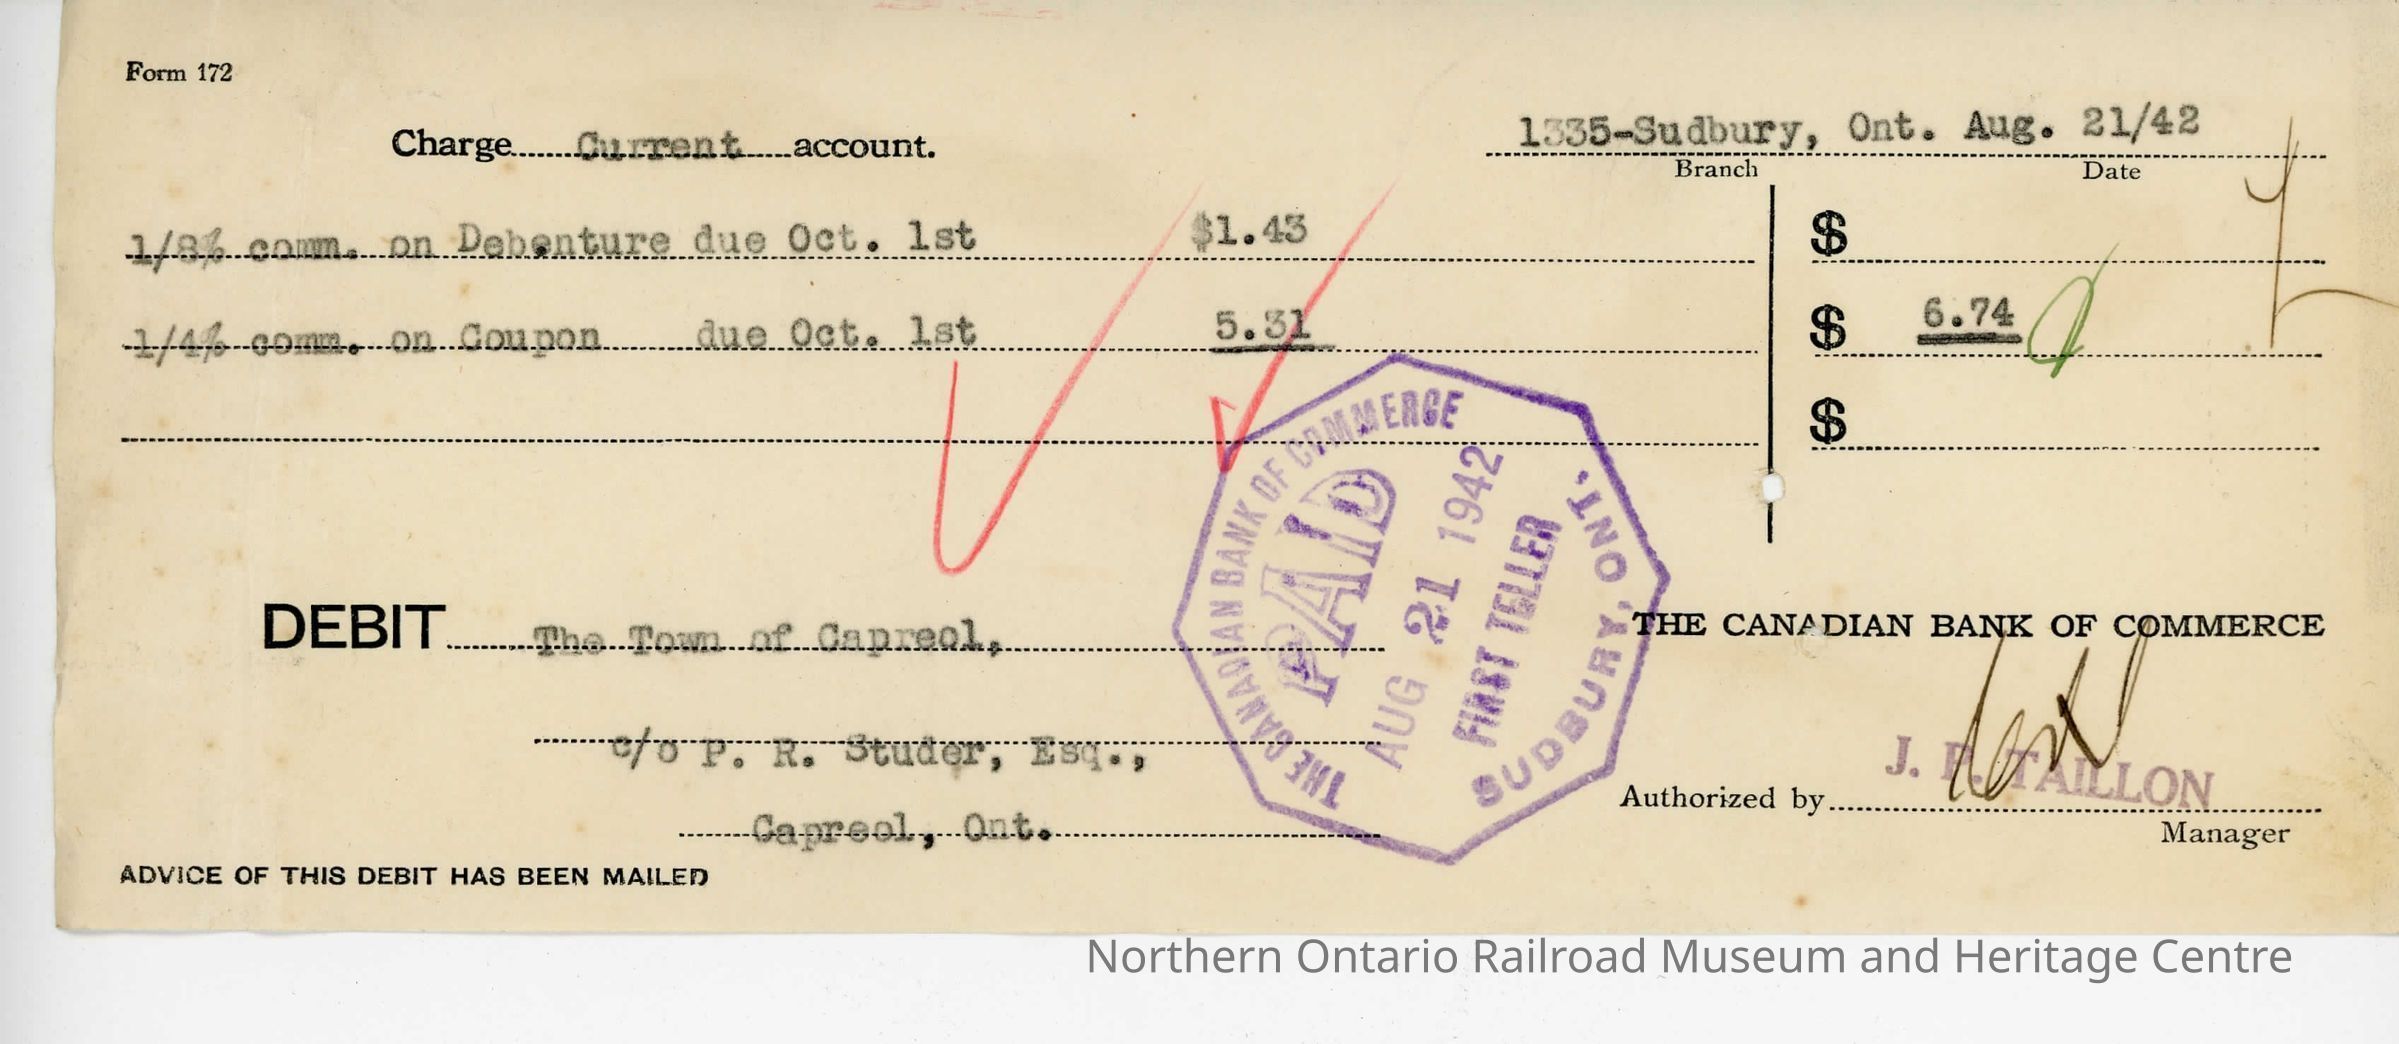 Form 172
Charge Current account.
1335-Sudbury, Ont. Aug. 21/42
Branch Date
1/8% comm. on Debenture due Oct. 1st $1.43 $
1/4% comm. on Coupon due Oct. 1st 5.31 $ 6.74
$
THE CANADIAN BANK OF COMMERCE
PAID
AUG 21 1942
FIRST TELLER
SUDBURY, ONT.
DEBIT The Town of Capreol,
THE CANADIAN BANK OF COMMERCE
c/o P. R. Studer, Esq.,
J. P. TAILLON
Authorized by
Capreol, Ont.
Manager
ADVICE OF THIS DEBIT HAS BEEN MAILED
Northern Ontario Railroad Museum and Heritage Centre